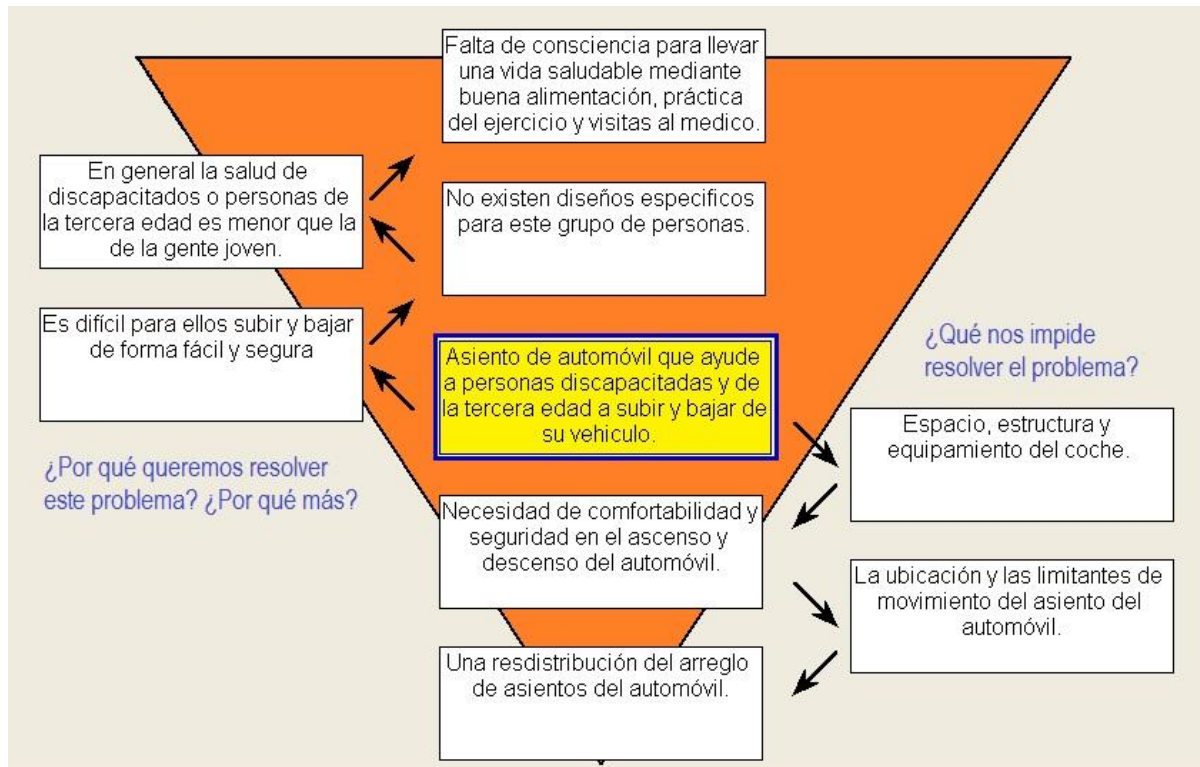 Falta de consciencia para llevar
una vida saludable mediante
buena alimentación, práctica
del ejercicio y visitas al medico.
En general la salud de
discapacitados o personas de
la tercera edad es menor que la
de la gente joven.
No existen diseños especificos
para este grupo de personas.
Es difícil para ellos subir y bajar
de forma fácil y segura
Asiento de automóvil que ayude
a personas discapacitadas y de
la tercera edad a subir y bajar de
su vehiculo.
¿Qué nos impide
resolver el problema?
Espacio, estructura y
equipamiento del coche.
¿Por qué queremos resolver
este problema? ¿Por qué más?
Necesidad de comfortabilidad y
seguridad en el ascenso y
descenso del automóvil.
La ubicación y las limitantes de
movimiento del asiento del
automóvil.
Una resdistribución del arreglo
de asientos del automóvil.